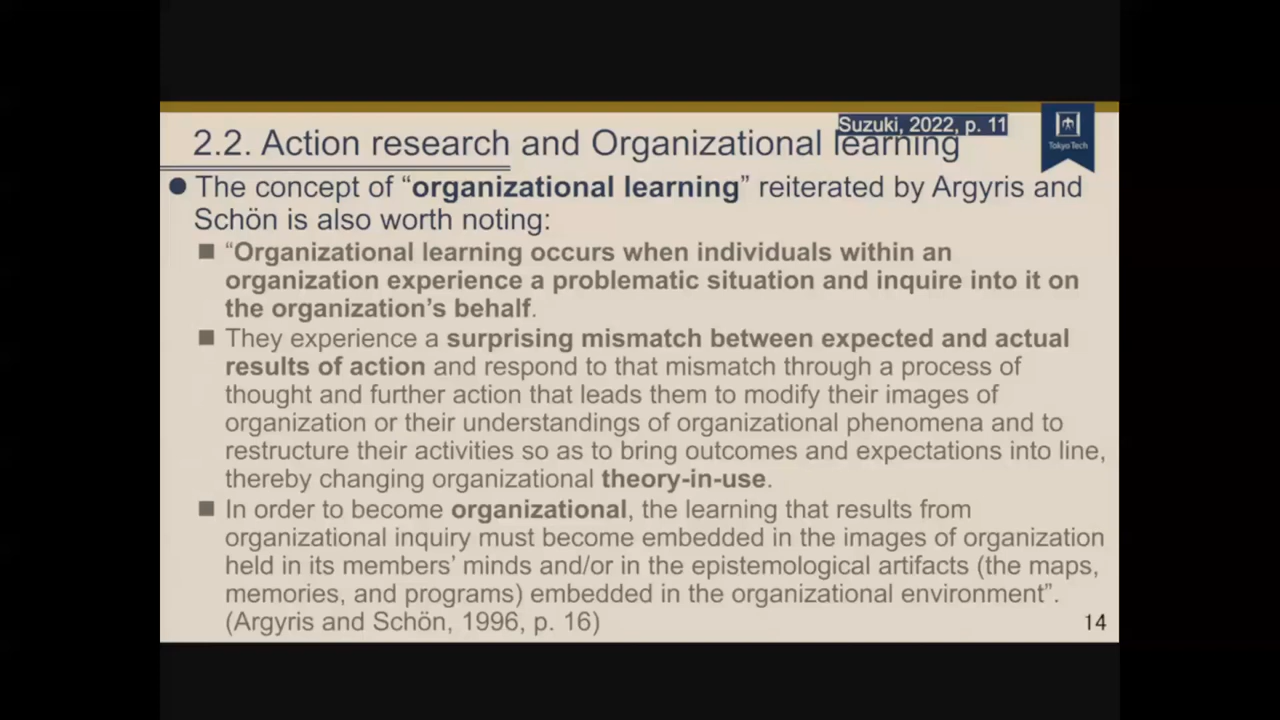 Suzuki, 2022, p. 11
2.2. Action research and Organizational learning
Tokyo Tech
● The concept of “organizational learning” reiterated by Argyris and
Schön is also worth noting:
■ “Organizational learning occurs when individuals within an
organization experience a problematic situation and inquire into it on
the organization’s behalf.
■ They experience a surprising mismatch between expected and actual
results of action and respond to that mismatch through a process of
thought and further action that leads them to modify their images of
organization or their understandings of organizational phenomena and to
restructure their activities so as to bring outcomes and expectations into line,
thereby changing organizational theory-in-use.
■ In order to become organizational, the learning that results from
organizational inquiry must become embedded in the images of organization
held in its members’ minds and/or in the epistemological artifacts (the maps,
memories, and programs) embedded in the organizational environment”.
(Argyris and Schön, 1996, p. 16)
14